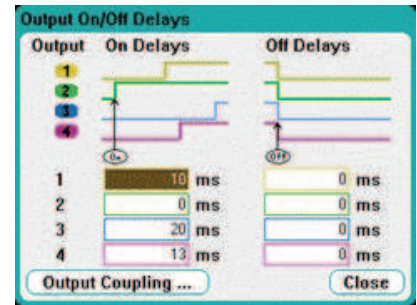 Output On/Off Delays
Output On Delays Off Delays
1
2
3
4
On Off
1 10 ms 0 ms
2 0 ms 0 ms
3 20 ms 0 ms
4 13 ms 0 ms
Output Coupling ... Close